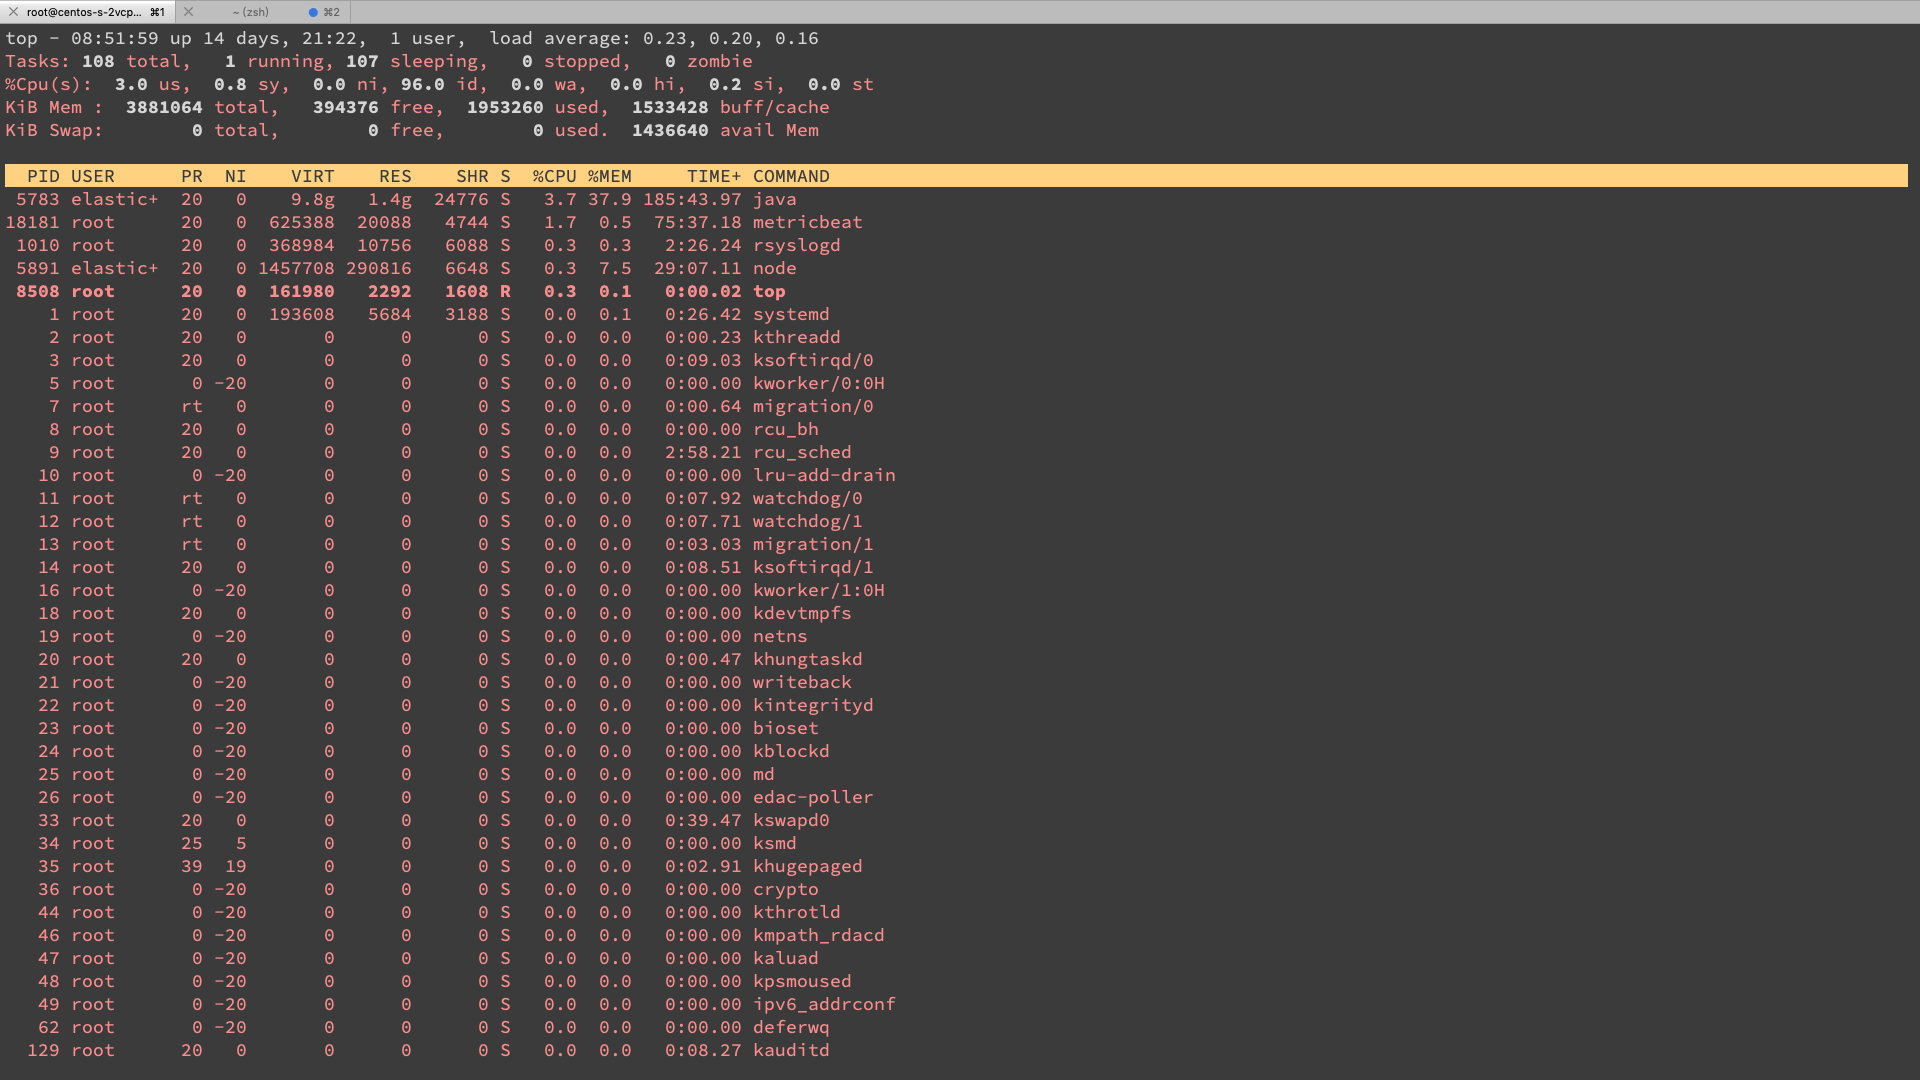 root@centos-s-2vcp... ⌘1 ~ (zsh) ⌘2
top - 08:51:59 up 14 days, 21:22,  1 user,  load average: 0.23, 0.20, 0.16
Tasks: 108 total,   1 running, 107 sleeping,   0 stopped,   0 zombie
%Cpu(s):  3.0 us,  0.8 sy,  0.0 ni, 96.0 id,  0.0 wa,  0.0 hi,  0.2 si,  0.0 st
KiB Mem :  3881064 total,   394376 free,  1953260 used,  1533428 buff/cache
KiB Swap:        0 total,        0 free,        0 used.  1436640 avail Mem
PID USER PR NI VIRT RES SHR S %CPU %MEM TIME+ COMMAND
5783 elastic+ 20 0 9.8g 1.4g 24776 S 3.7 37.9 185:43.97 java
18181 root 20 0 625388 20088 4744 S 1.7 0.5 75:37.18 metricbeat
1010 root 20 0 368984 10756 6088 S 0.3 0.3 2:26.24 rsyslogd
5891 elastic+ 20 0 1457708 290816 6648 S 0.3 7.5 29:07.11 node
8508 root 20 0 161980 2292 1608 R 0.3 0.1 0:00.02 top
1 root 20 0 193608 5684 3188 S 0.0 0.1 0:26.42 systemd
2 root 20 0 0 0 0 S 0.0 0.0 0:00.23 kthreadd
3 root 20 0 0 0 0 S 0.0 0.0 0:09.03 ksoftirqd/0
5 root 0 -20 0 0 0 S 0.0 0.0 0:00.00 kworker/0:0H
7 root rt 0 0 0 0 S 0.0 0.0 0:00.64 migration/0
8 root 20 0 0 0 0 S 0.0 0.0 0:00.00 rcu_bh
9 root 20 0 0 0 0 S 0.0 0.0 2:58.21 rcu_sched
10 root 0 -20 0 0 0 S 0.0 0.0 0:00.00 lru-add-drain
11 root rt 0 0 0 0 S 0.0 0.0 0:07.92 watchdog/0
12 root rt 0 0 0 0 S 0.0 0.0 0:07.71 watchdog/1
13 root rt 0 0 0 0 S 0.0 0.0 0:03.03 migration/1
14 root 20 0 0 0 0 S 0.0 0.0 0:08.51 ksoftirqd/1
16 root 0 -20 0 0 0 S 0.0 0.0 0:00.00 kworker/1:0H
18 root 20 0 0 0 0 S 0.0 0.0 0:00.00 kdevtmpfs
19 root 0 -20 0 0 0 S 0.0 0.0 0:00.00 netns
20 root 20 0 0 0 0 S 0.0 0.0 0:00.47 khungtaskd
21 root 0 -20 0 0 0 S 0.0 0.0 0:00.00 writeback
22 root 0 -20 0 0 0 S 0.0 0.0 0:00.00 kintegrityd
23 root 0 -20 0 0 0 S 0.0 0.0 0:00.00 bioset
24 root 0 -20 0 0 0 S 0.0 0.0 0:00.00 kblockd
25 root 0 -20 0 0 0 S 0.0 0.0 0:00.00 md
26 root 0 -20 0 0 0 S 0.0 0.0 0:00.00 edac-poller
33 root 20 0 0 0 0 S 0.0 0.0 0:39.47 kswapd0
34 root 25 5 0 0 0 S 0.0 0.0 0:00.00 ksmd
35 root 39 19 0 0 0 S 0.0 0.0 0:02.91 khugepaged
36 root 0 -20 0 0 0 S 0.0 0.0 0:00.00 crypto
44 root 0 -20 0 0 0 S 0.0 0.0 0:00.00 kthrotld
46 root 0 -20 0 0 0 S 0.0 0.0 0:00.00 kmpath_rdacd
47 root 0 -20 0 0 0 S 0.0 0.0 0:00.00 kaluad
48 root 0 -20 0 0 0 S 0.0 0.0 0:00.00 kpsmoused
49 root 0 -20 0 0 0 S 0.0 0.0 0:00.00 ipv6_addrconf
62 root 0 -20 0 0 0 S 0.0 0.0 0:00.00 deferwq
129 root 20 0 0 0 0 S 0.0 0.0 0:08.27 kauditd